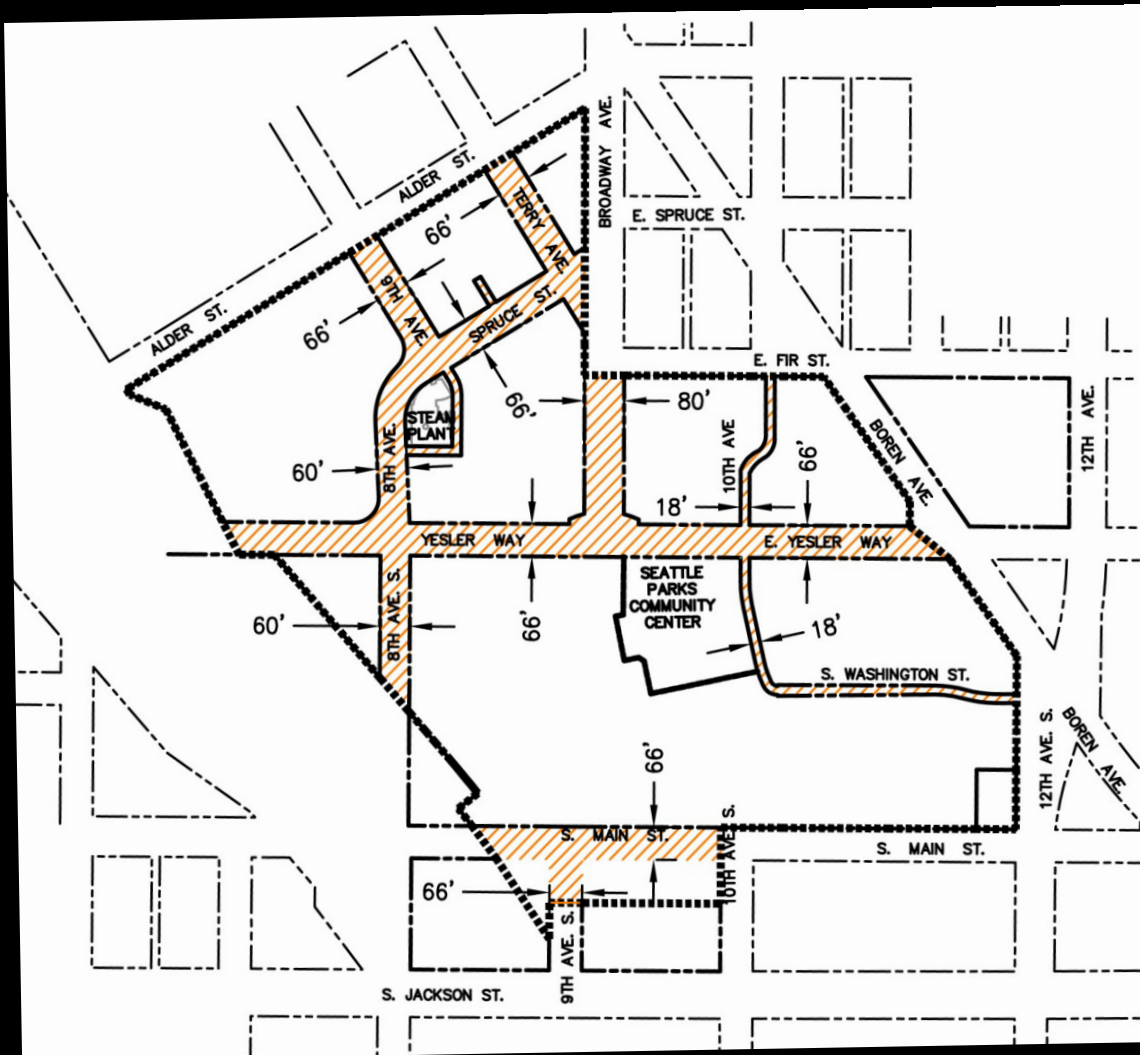 ALDER ST.
BROADWAY AVE.
TERRY AVE.
66'
E. SPRUCE ST.
9TH AVE.
ALDER ST.
66'
SPRUCE ST.
E. FIR ST.
66'
80'
STEAM
PLANT
10TH AVE
66'
BOREN AVE.
12TH AVE.
8TH AVE.
60'
18'
YESLER WAY
E. YESLER WAY
SEATTLE
PARKS
COMMUNITY
CENTER
60'
8TH AVE. S.
66'
18'
S. WASHINGTON ST.
66'
12TH AVE. S.
BOREN AVE.
S. MAIN ST.
10TH AVE. S.
S. MAIN ST.
66'
9TH AVE. S.
S. JACKSON ST.